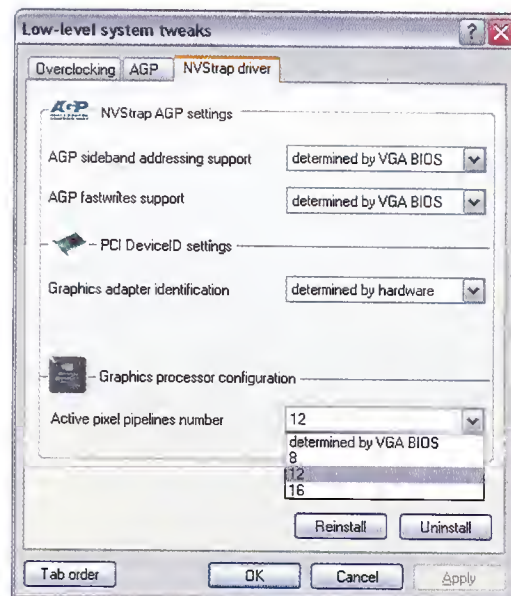 Low-level system tweaks
Overclocking AGP NVStrap driver
AGP NVStrap AGP settings
AGP sideband addressing support determined by VGA BIOS
AGP fastwrites support determined by VGA BIOS
PCI DeviceID settings
Graphics adapter identification determined by hardware
Graphics processor configuration
Active pixel pipelines number 12
determined by VGA BIOS
8
12
16
Reinstall Uninstall
Tab order OK Cancel Apply